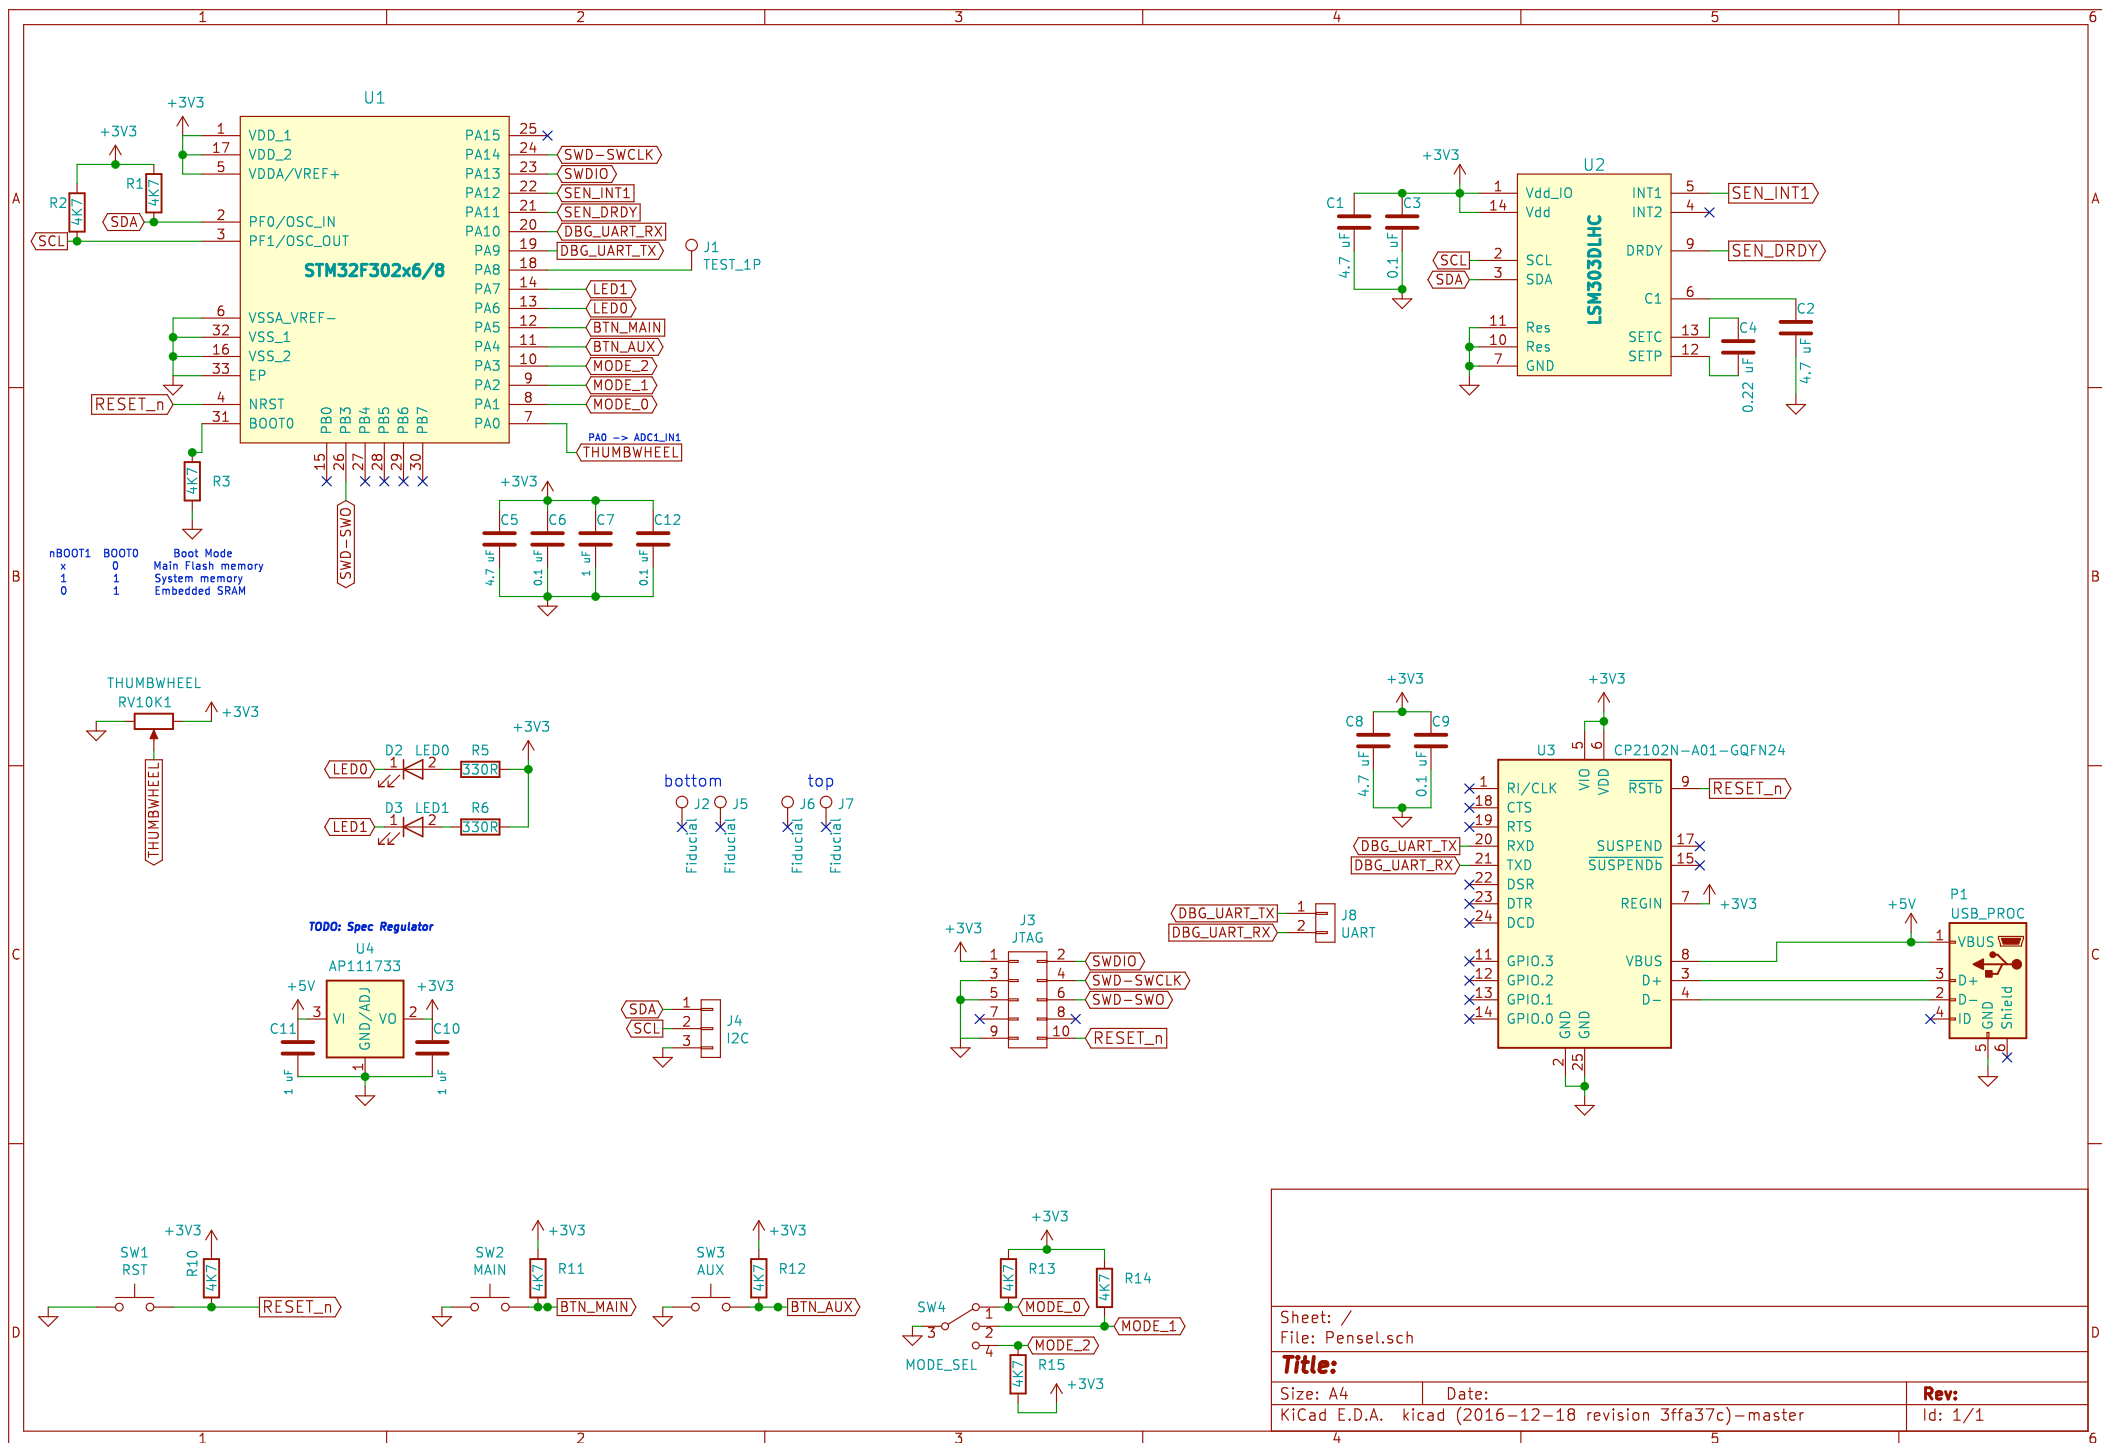 1 2 3 4 5 6
A
B
C
D
A
B
C
D
1 2 3 4 5 6
U1
STM32F302x6/8
+3V3
+3V3
R2 4K7
R1 4K7
SDA
SCL
1 VDD_1
17 VDD_2
5 VDDA/VREF+
2 PF0/OSC_IN
3 PF1/OSC_OUT
6 VSSA_VREF-
32 VSS_1
16 VSS_2
33 EP
RESET_n
4 NRST
31 BOOT0
PB0 15
PB3 26
PB4 27
PB5 28
PB6 29
PB7 30
SWD-SWO
PA15 25
PA14 24 SWD-SWCLK
PA13 23 SWDIO
PA12 22 SEN_INT1
PA11 21 SEN_DRDY
PA10 20 DBG_UART_RX
PA9 19 DBG_UART_TX
PA8 18
J1
TEST_1P
PA7 14 LED1
PA6 13 LED0
PA5 12 BTN_MAIN
PA4 11 BTN_AUX
PA3 10 MODE_2
PA2 9 MODE_1
PA1 8 MODE_0
PA0 7
PA0 -> ADC1_IN1
THUMBWHEEL
R3 4K7
nBOOT1 BOOT0 Boot Mode
x 0 Main Flash memory
1 1 System memory
0 1 Embedded SRAM
+3V3
C5 C6 C7 C12
4.7 uF 0.1 uF 1 uF 0.1 uF
U2
LSM303DLHC
+3V3
C1 C3
4.7 uF 0.1 uF
1 Vdd_IO
14 Vdd
SCL 2 SCL
SDA 3 SDA
11 Res
10 Res
7 GND
INT1 5 SEN_INT1
INT2 4
DRDY 9 SEN_DRDY
C1 6
SETC 13
SETP 12
C2
4.7 uF
C4
0.22 uF
THUMBWHEEL
RV10K1
+3V3
THUMBWHEEL
+3V3
D2 LED0 R5
LED0 1 2 330R
D3 LED1 R6
LED1 1 2 330R
bottom top
J2 J5 J6 J7
Fiducial Fiducial Fiducial Fiducial
TODO: Spec Regulator
U4
AP111733
+5V +3V3
3 VI GND/ADJ VO 2
1
C11 C10
1 uF 1 uF
SDA 1
SCL 2
3
J4
I2C
J3
JTAG
+3V3
1 2 SWDIO
3 4 SWD-SWCLK
5 6 SWD-SWO
7 8
9 10 RESET_n
DBG_UART_TX 1
DBG_UART_RX 2
J8
UART
+3V3
C8 C9
4.7 uF 0.1 uF
+3V3
U3 CP2102N-A01-GQFN24
5 VIO
6 VDD
1 RI/CLK
18 CTS
19 RTS
DBG_UART_TX 20 RXD
DBG_UART_RX 21 TXD
22 DSR
23 DTR
24 DCD
11 GPIO.3
12 GPIO.2
13 GPIO.1
14 GPIO.0
RSTb 9 RESET_n
SUSPEND 17
SUSPENDb 15
REGIN 7 +3V3
VBUS 8
D+ 3
D- 4
GND 2
GND 25
+5V
P1
USB_PROC
1 VBUS
3 D+
2 D-
4 ID
GND 5
Shield 6
SW1
RST
+3V3
R10 4K7
RESET_n
SW2
MAIN
+3V3
R11 4K7
BTN_MAIN
SW3
AUX
+3V3
R12 4K7
BTN_AUX
+3V3
R13 4K7
R14 4K7
SW4
1 MODE_0
3 2 MODE_1
4 MODE_2
MODE_SEL
R15 4K7
+3V3
Sheet: /
File: Pensel.sch
Title:
Size: A4 Date: Rev:
KiCad E.D.A. kicad (2016-12-18 revision 3ffa37c)-master Id: 1/1